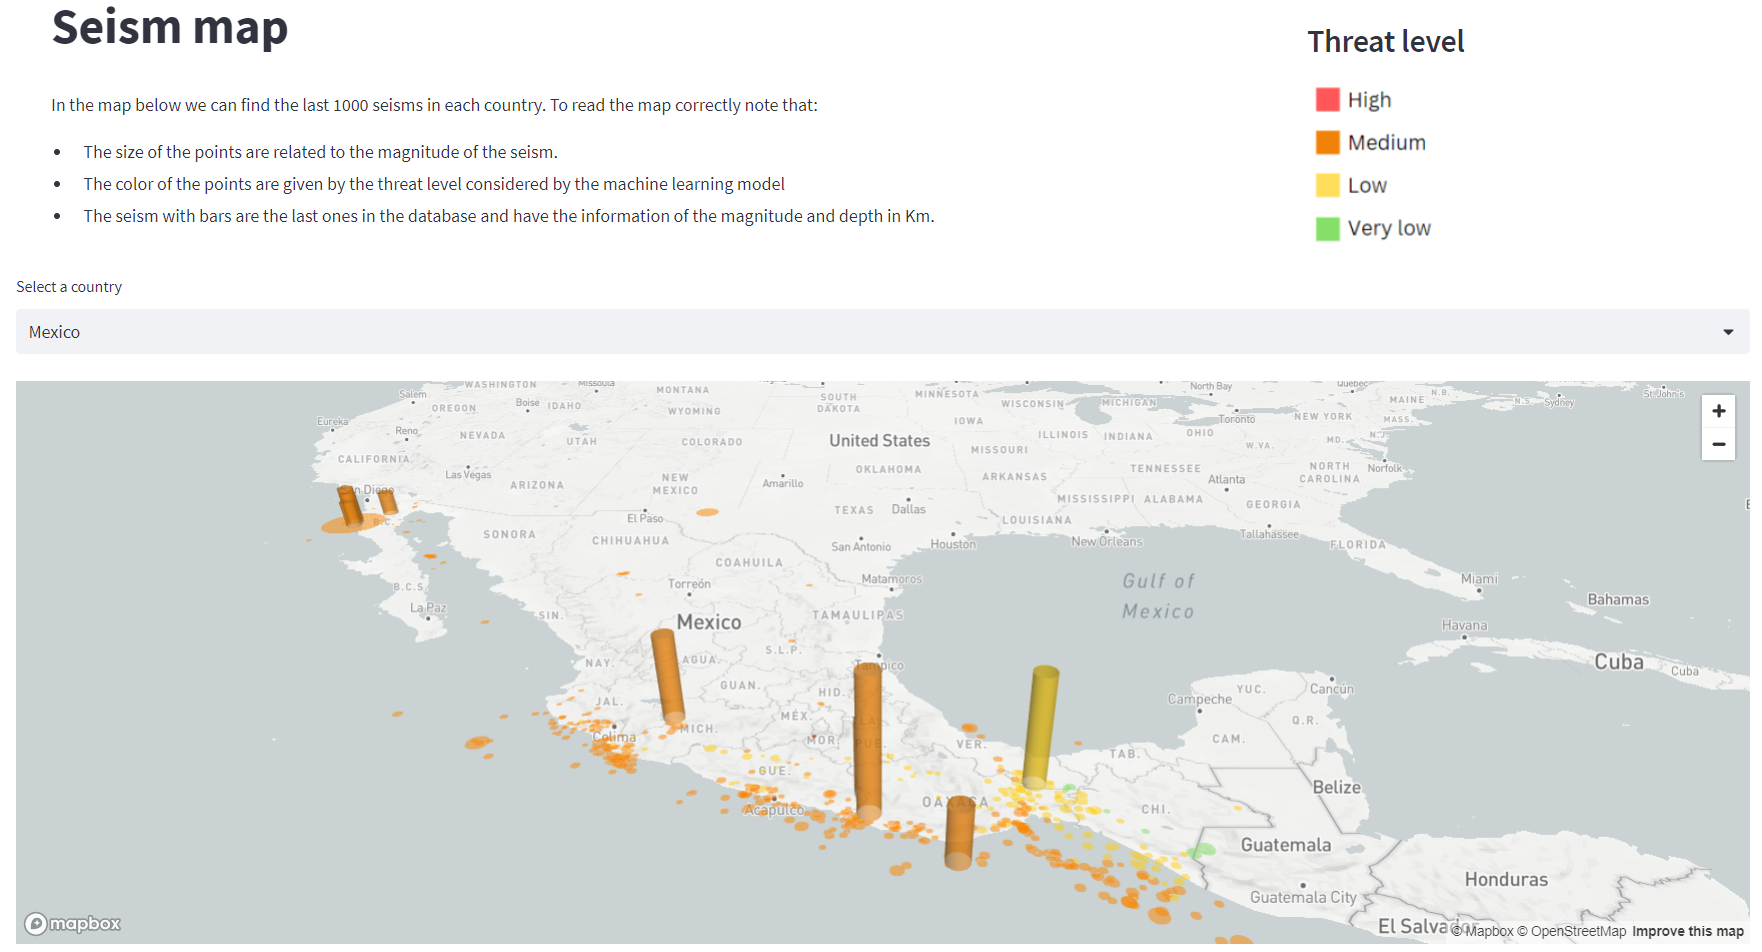 Seism map
Threat level
In the map below we can find the last 1000 seisms in each country. To read the map correctly note that:
High
Medium
The size of the points are related to the magnitude of the seism.
The color of the points are given by the threat level considered by the machine learning model
Low
The seism with bars are the last ones in the database and have the information of the magnitude and depth in Km.
Very low
Select a country
Mexico
WASHINGTON
Missoula
MONTANA
North Bay
Quebec
Salem
OREGON
Boise
IDAHO
WYOMING
SOUTH
DAKOTA
MINNESOTA
WISCONSIN
MICHIGAN
MAINE
N.B.
N.S.
Sydney
St. John's
+
−
Eureka
Reno
NEVADA
UTAH
COLORADO
United States
IOWA
ILLINOIS
INDIANA
OHIO
Toronto
NEW YORK
MASS.
N.J.
MD.
W.VA.
CALIFORNIA
Las Vegas
ARIZONA
NEW
MEXICO
Amarillo
OKLAHOMA
MISSOURI
ARKANSAS
TENNESSEE
Atlanta
NORTH
CAROLINA
Norfolk
n Diego
B.C.
El Paso
TEXAS
Dallas
MISSISSIPPI
ALABAMA
GEORGIA
LOUISIANA
SONORA
CHIHUAHUA
San Antonio
Houston
New Orleans
Tallahassee
FLORIDA
COAHUILA
B.C.S
Torreón
Matamoros
Gulf of
Mexico
Miami
Bahamas
La Paz
SIN.
Mexico
TAMAULIPAS
Havana
NAY.
AGUA.
S.L.P.
Tampico
Cuba
Cuba
JAL.
GUAN.
HID.
Campeche
YUC.
Cancún
Colima
MICH.
MÉX.
TLA.
Q.R.
MOR.
PUE.
VER.
TAB.
CAM.
GUE.
Belize
Acapulco
OAXACA
CHI.
Guatemala
Honduras
Guatemala City
mapbox
El Salvador
© Mapbox © OpenStreetMap Improve this map